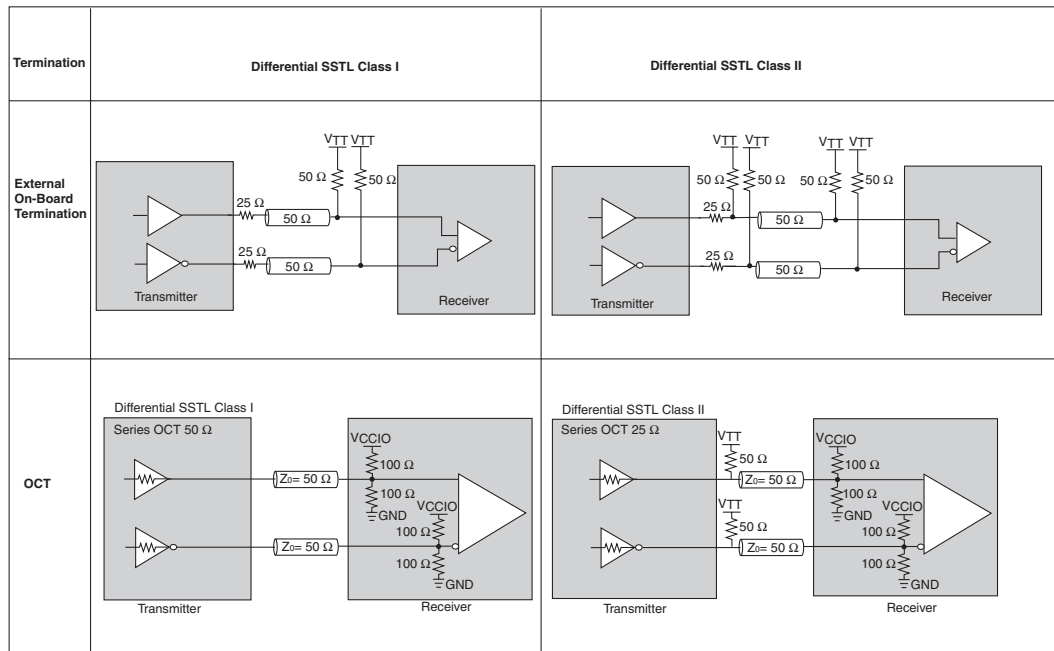 Termination
Differential SSTL Class I
Differential SSTL Class II
External
On-Board
Termination
VTT VTT
50 Ω 50 Ω
25 Ω
50 Ω
25 Ω
50 Ω
Transmitter
Receiver
VTT VTT
VTT VTT
50 Ω 50 Ω
50 Ω 50 Ω
25 Ω
50 Ω
25 Ω
50 Ω
Transmitter
Receiver
OCT
Differential SSTL Class I
Series OCT 50 Ω
VCCIO
100 Ω
Z0= 50 Ω
100 Ω
VCCIO
GND
100 Ω
Z0= 50 Ω
100 Ω
GND
Transmitter
Receiver
Differential SSTL Class II
Series OCT 25 Ω
VTT
50 Ω
VCCIO
100 Ω
Z0= 50 Ω
100 Ω
VCCIO
GND
VTT
50 Ω
100 Ω
Z0= 50 Ω
100 Ω
GND
Transmitter
Receiver